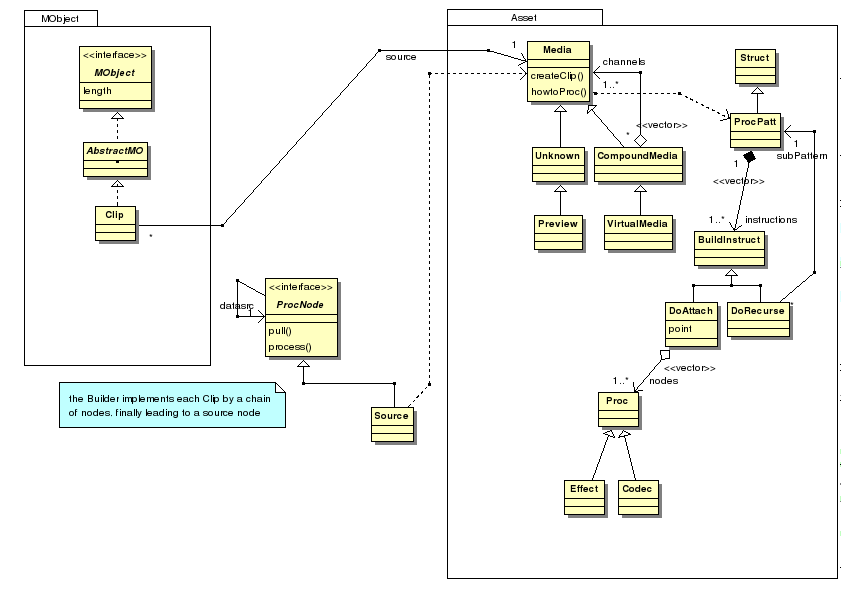 MObject
Asset
<<interface>>
MObject
length
AbstractMO
Clip
*
source
1
Media
createClip()
howtoProc()
channels
1..*
*
<<vector>>
Struct
ProcPatt
1
subPattern
1
<<vector>>
1..*
instructions
Unknown
CompoundMedia
Preview
VirtualMedia
BuildInstruct
DoAttach
point
DoRecurse
*
<<vector>>
1..*
nodes
Proc
Effect
Codec
<<interface>>
ProcNode
pull()
process()
datasrc
1
Source
the Builder implements each Clip by a chain
of nodes. finally leading to a source node